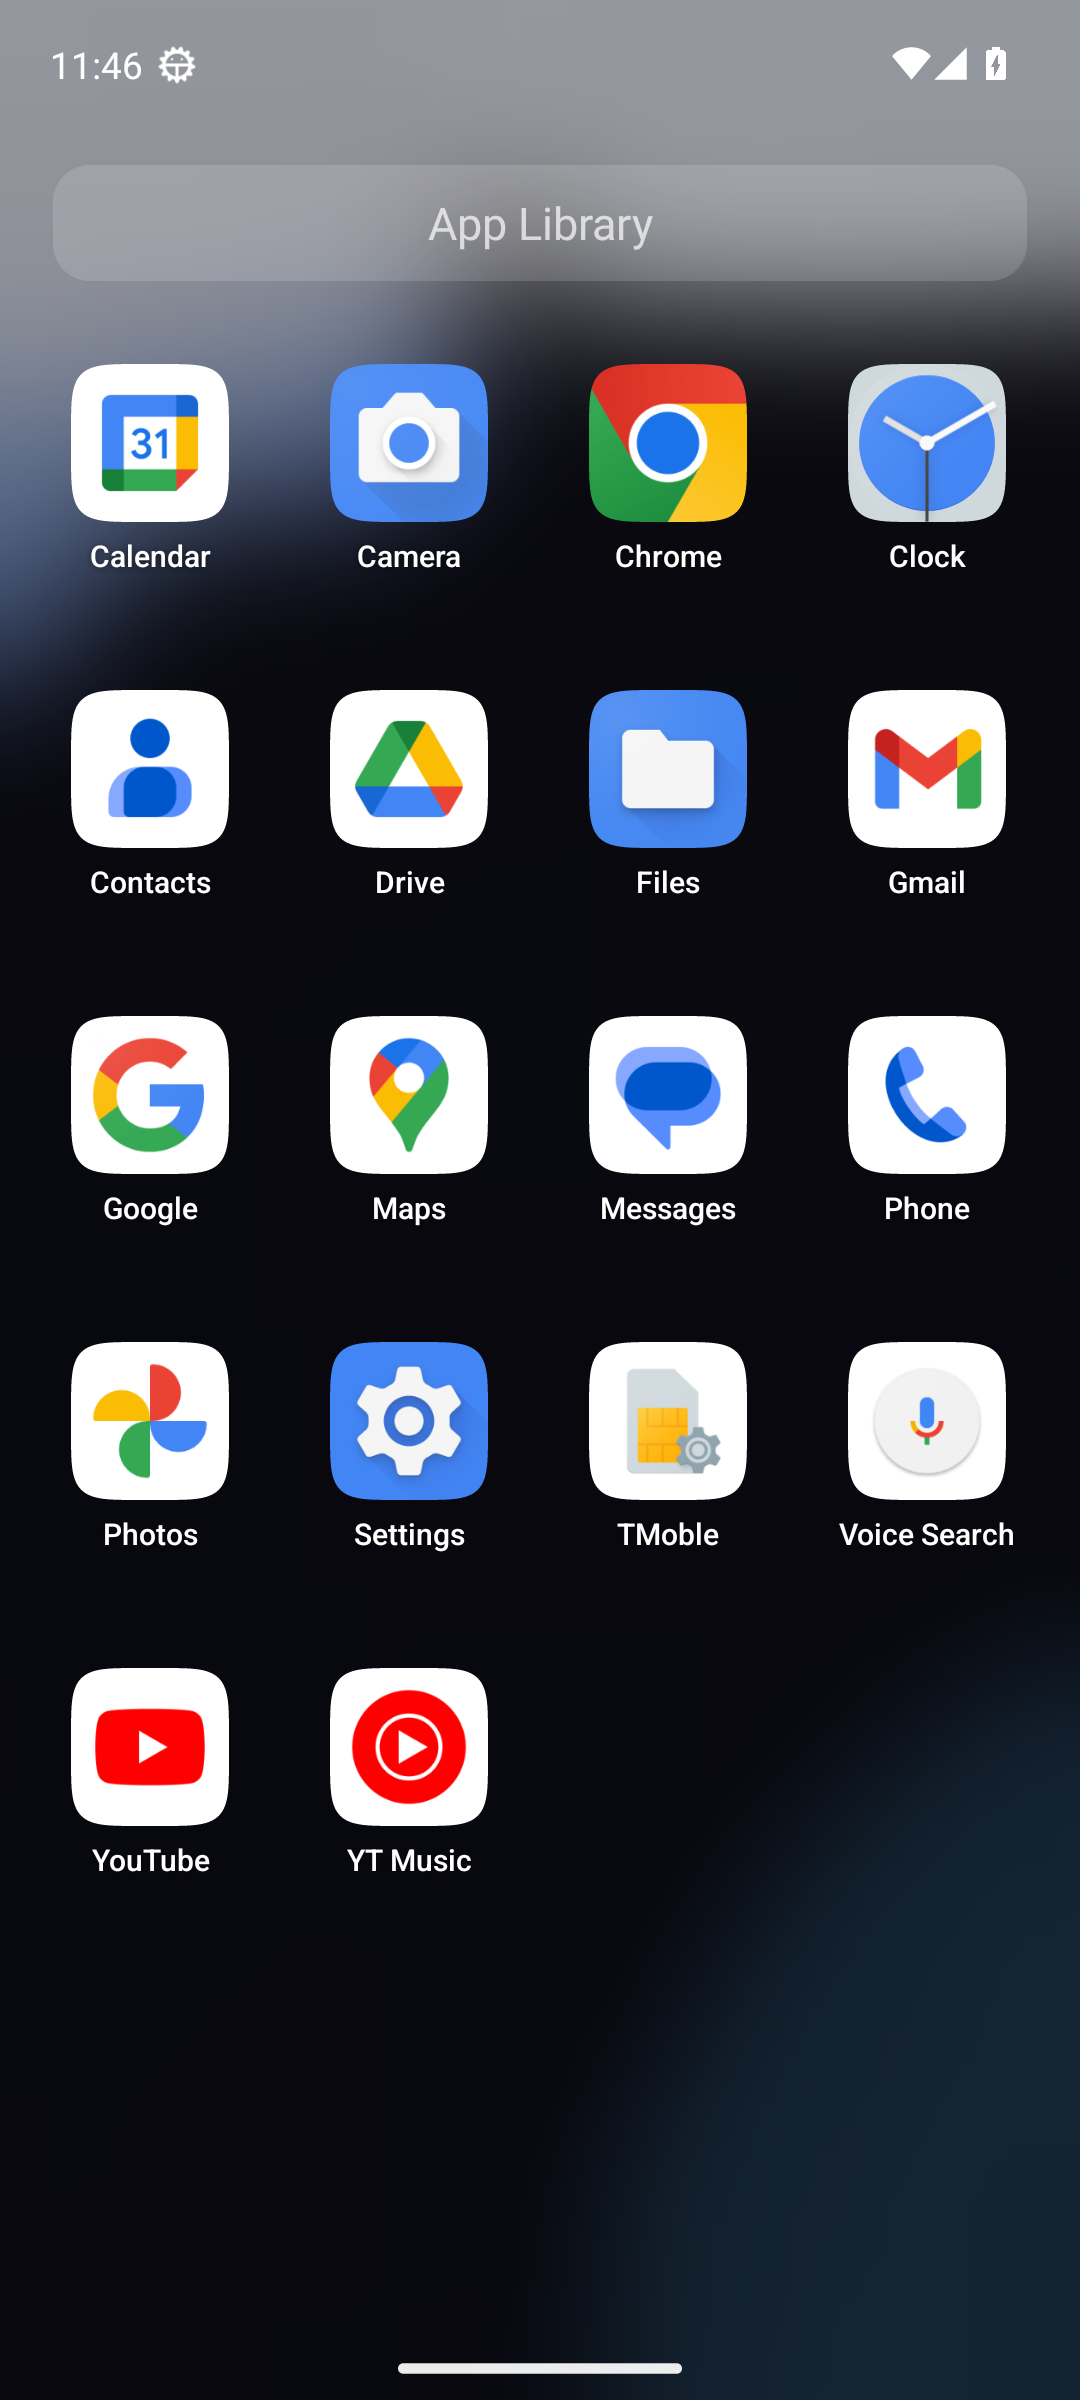 11:46
App Library
31
Calendar Camera Chrome Clock
Contacts Drive Files Gmail
Google Maps Messages Phone
Photos Settings TMoble Voice Search
YouTube YT Music